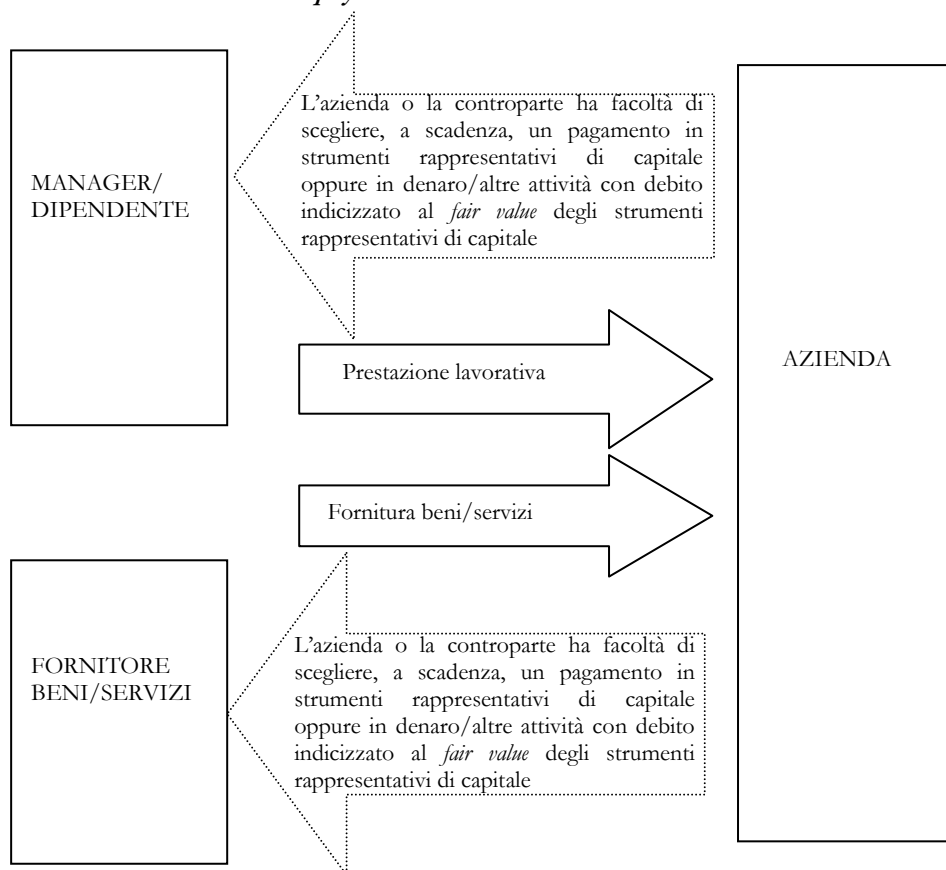 L'azienda o la controparte ha facoltà di
scegliere, a scadenza, un pagamento in
strumenti rappresentativi di capitale
oppure in denaro/altre attività con debito
indicizzato al fair value degli strumenti
rappresentativi di capitale
MANAGER/
DIPENDENTE
Prestazione lavorativa
AZIENDA
Fornitura beni/servizi
L'azienda o la controparte ha facoltà di
scegliere, a scadenza, un pagamento in
strumenti rappresentativi di capitale
oppure in denaro/altre attività con debito
indicizzato al fair value degli strumenti
rappresentativi di capitale
FORNITORE
BENI/SERVIZI